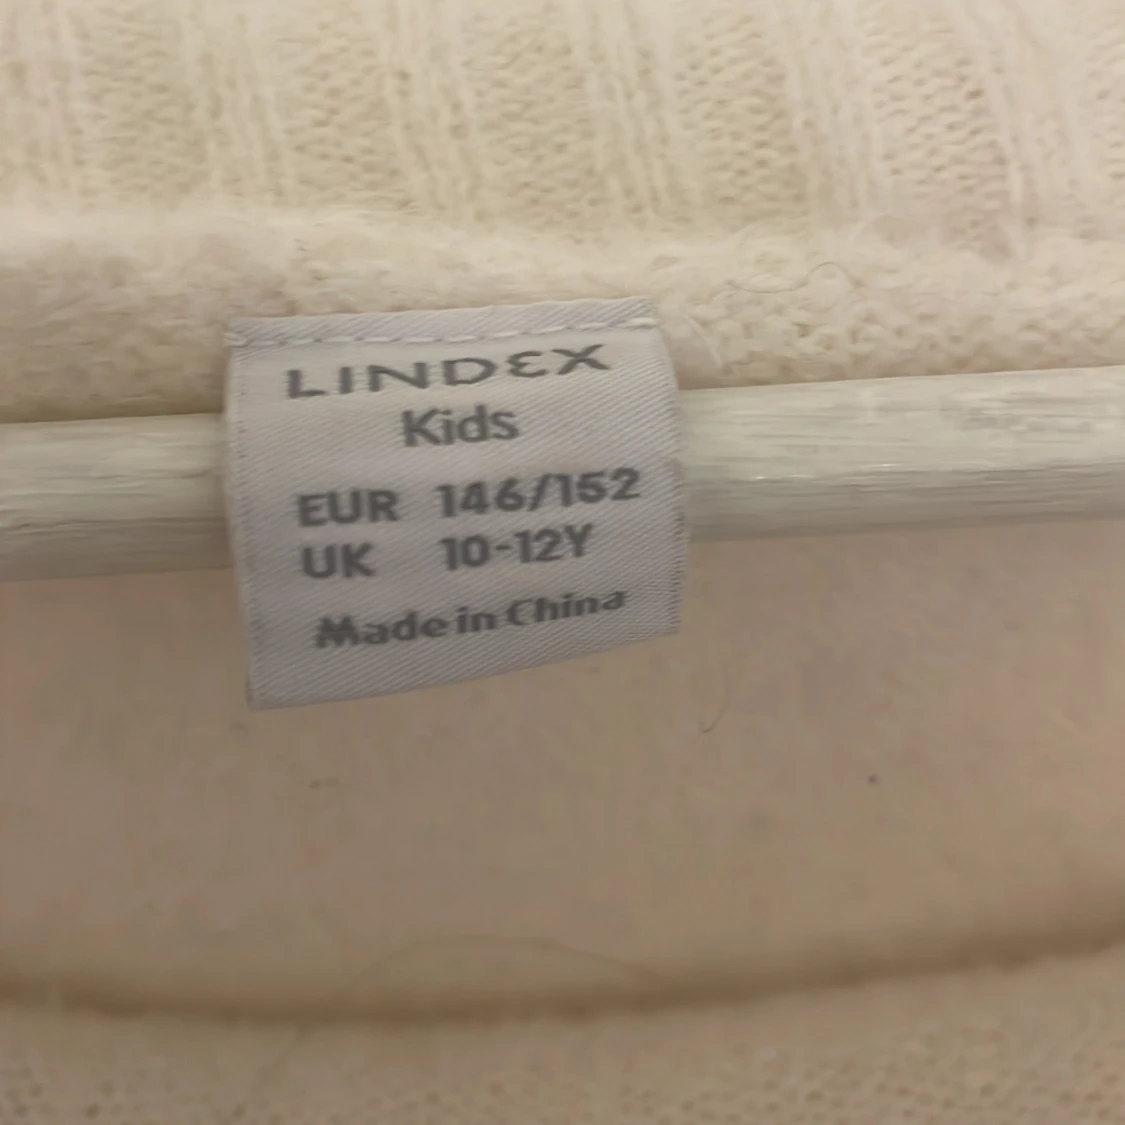 LINDEX
Kids
EUR 146/152
UK 10-12Y
Made in China